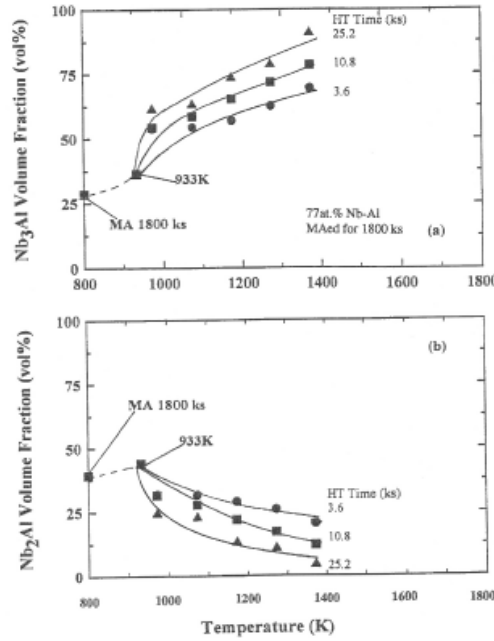 100
75
50
25
0
Nb3Al Volume Fraction (vol%)
HT Time (ks)
25.2
10.8
3.6
933K
MA 1800 ks
77at.% Nb-Al
MAed for 1800 ks
(a)
800
1000
1200
1400
1600
1800
100
75
50
25
0
Nb2Al Volume Fraction (vol%)
(b)
MA 1800 ks
933K
HT Time (ks)
3.6
10.8
25.2
800
1000
1200
1400
1600
1800
Temperature (K)